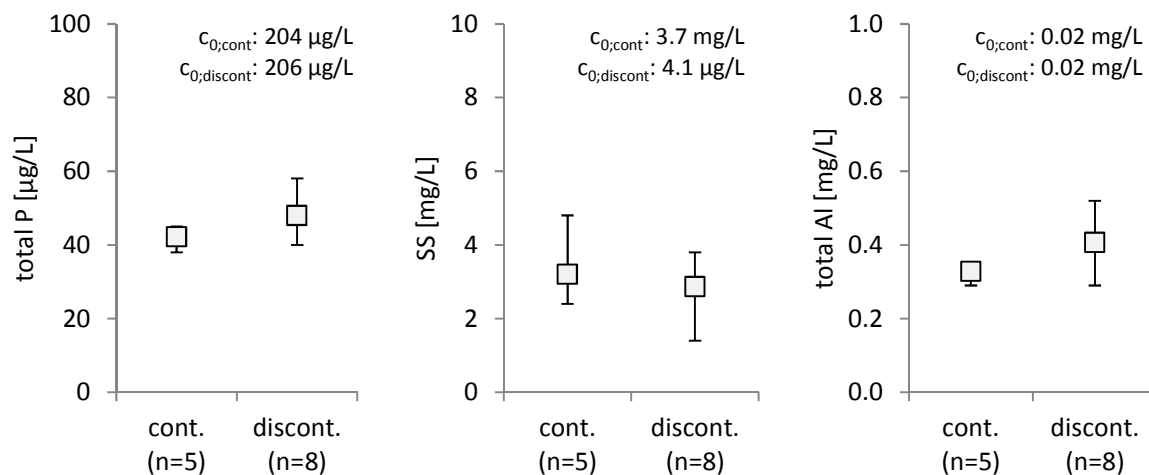 total P [µg/L]
100
80
60
40
20
0
c0;cont: 204 µg/L
c0;discont: 206 µg/L
cont.
(n=5)
discont.
(n=8)
SS [mg/L]
10
8
6
4
2
0
c0;cont: 3.7 mg/L
c0;discont: 4.1 µg/L
cont.
(n=5)
discont.
(n=8)
total Al [mg/L]
1.0
0.8
0.6
0.4
0.2
0.0
c0;cont: 0.02 mg/L
c0;discont: 0.02 mg/L
cont.
(n=5)
discont.
(n=8)